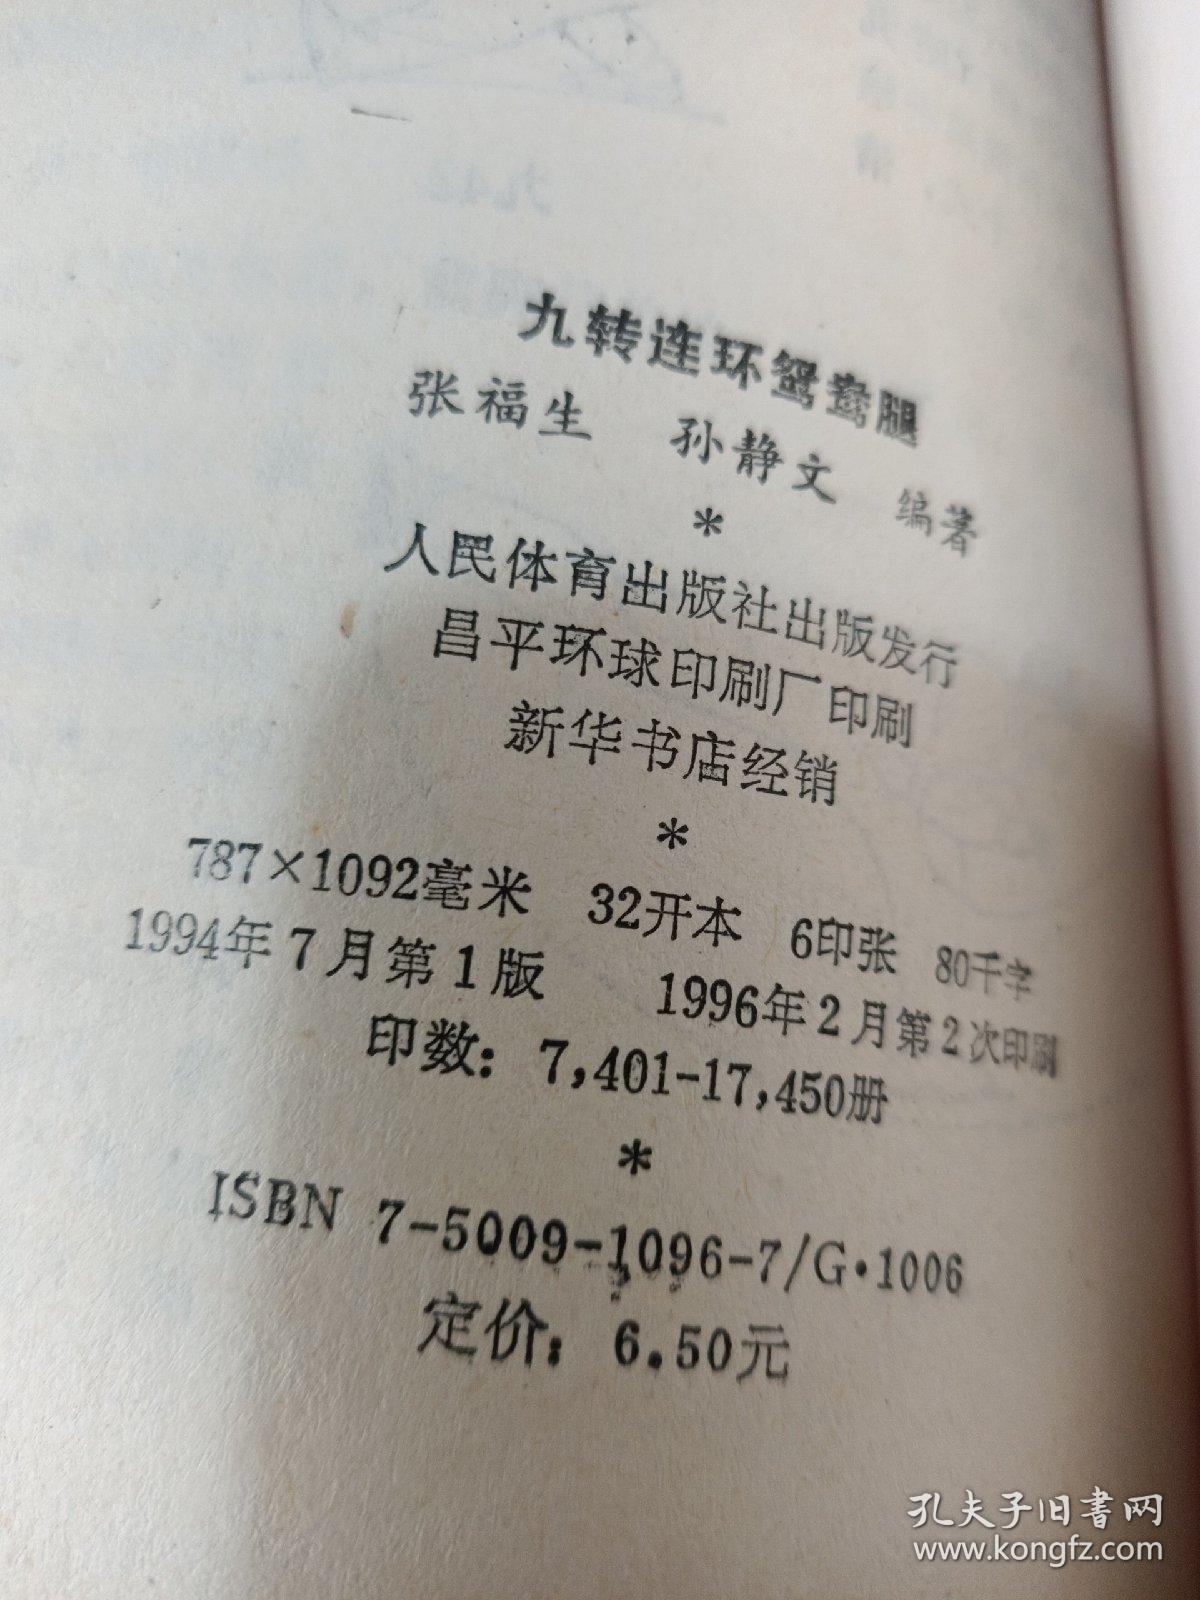 九转连环鸳鸯腿
张福生 孙静文 编著
*
人民体育出版社出版发行
昌平环球印刷厂印刷
新华书店经销
*
787×1092毫米 32开本 6印张 80千字
1994年7月第1版 1996年2月第2次印刷
印数：7,401-17,450册
*
ISBN 7-5009-1096-7/G·1006
定价：6.50元
孔夫子旧书网
www.kongfz.com